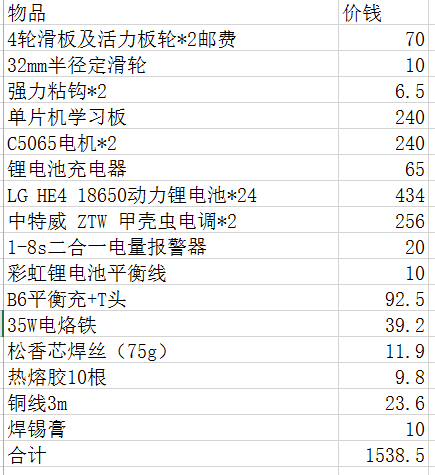 物品 价钱
4轮滑板及活力板轮*2邮费 70
32mm半径定滑轮 10
强力粘钩*2 6.5
单片机学习板 240
C5065电机*2 240
锂电池充电器 65
LG HE4 18650动力锂电池*24 434
中特威 ZTW 甲壳虫电调*2 256
1-8s二合一电量报警器 20
彩虹锂电池平衡线 10
B6平衡充+T头 92.5
35W电烙铁 39.2
松香芯焊丝（75g） 11.9
热熔胶10根 9.8
铜线3m 23.6
焊锡膏 10
合计 1538.5